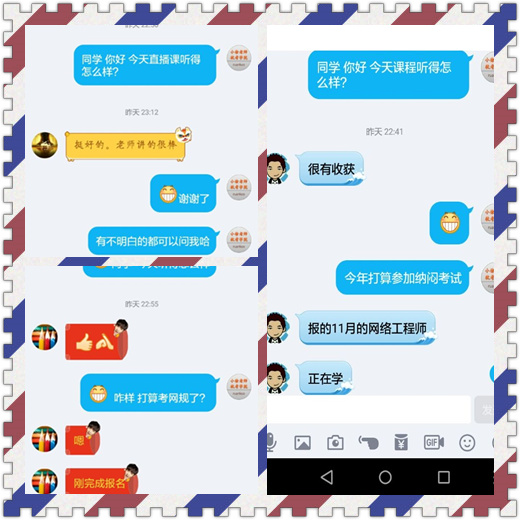 昨天 22:50
同学 你好 今天直播课听得
怎么样?
昨天 23:12
挺好的。老师讲的很棒
谢谢了
有不明白的都可以问我哈
昨天 22:55
咋样 打算考网规了?
嗯
刚完成报名
同学 你好 今天课程听得怎
么样?
昨天 22:41
很有收获
今年打算参加纳闷考试
报的11月的网络工程师
正在学
GIF